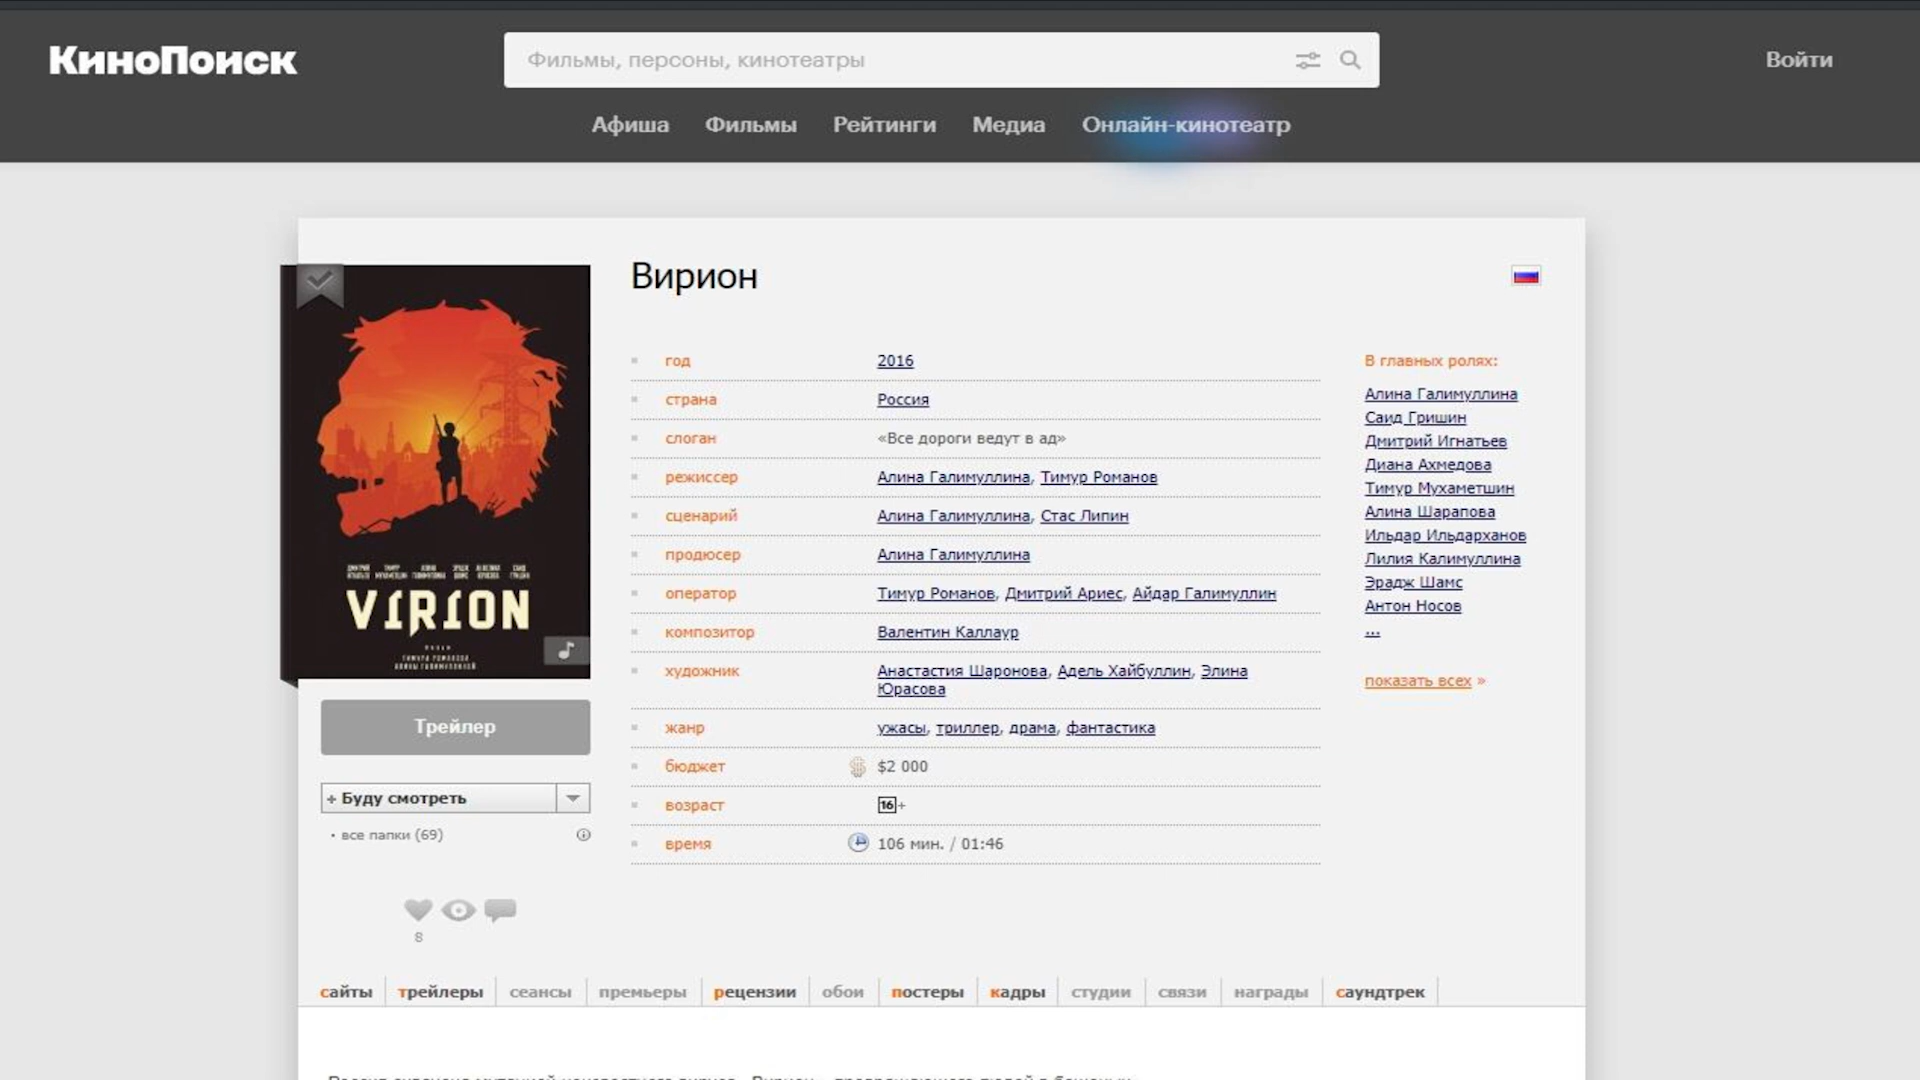 КиноПоиск
Фильмы, персоны, кинотеатры
Войти
Афиша Фильмы Рейтинги Медиа Онлайн-кинотеатр
Вирион
год 2016
страна Россия
слоган «Все дороги ведут в ад»
режиссер Алина Галимуллина, Тимур Романов
сценарий Алина Галимуллина, Стас Липин
продюсер Алина Галимуллина
оператор Тимур Романов, Дмитрий Ариес, Айдар Галимуллин
композитор Валентин Каллаур
художник Анастастия Шаронова, Адель Хайбуллин, Элина
Юрасова
жанр ужасы, триллер, драма, фантастика
бюджет $2 000
возраст 16+
время 106 мин. / 01:46
В главных ролях:
Алина Галимуллина
Саид Гришин
Дмитрий Игнатьев
Диана Ахмедова
Тимур Мухаметшин
Алина Шарапова
Ильдар Ильдарханов
Лилия Калимуллина
Эрадж Шамс
Антон Носов
...
показать всех »
VIRION
Трейлер
+ Буду смотреть
• все папки (69)
8
сайты трейлеры сеансы премьеры рецензии обои постеры кадры студии связи награды саундтрек